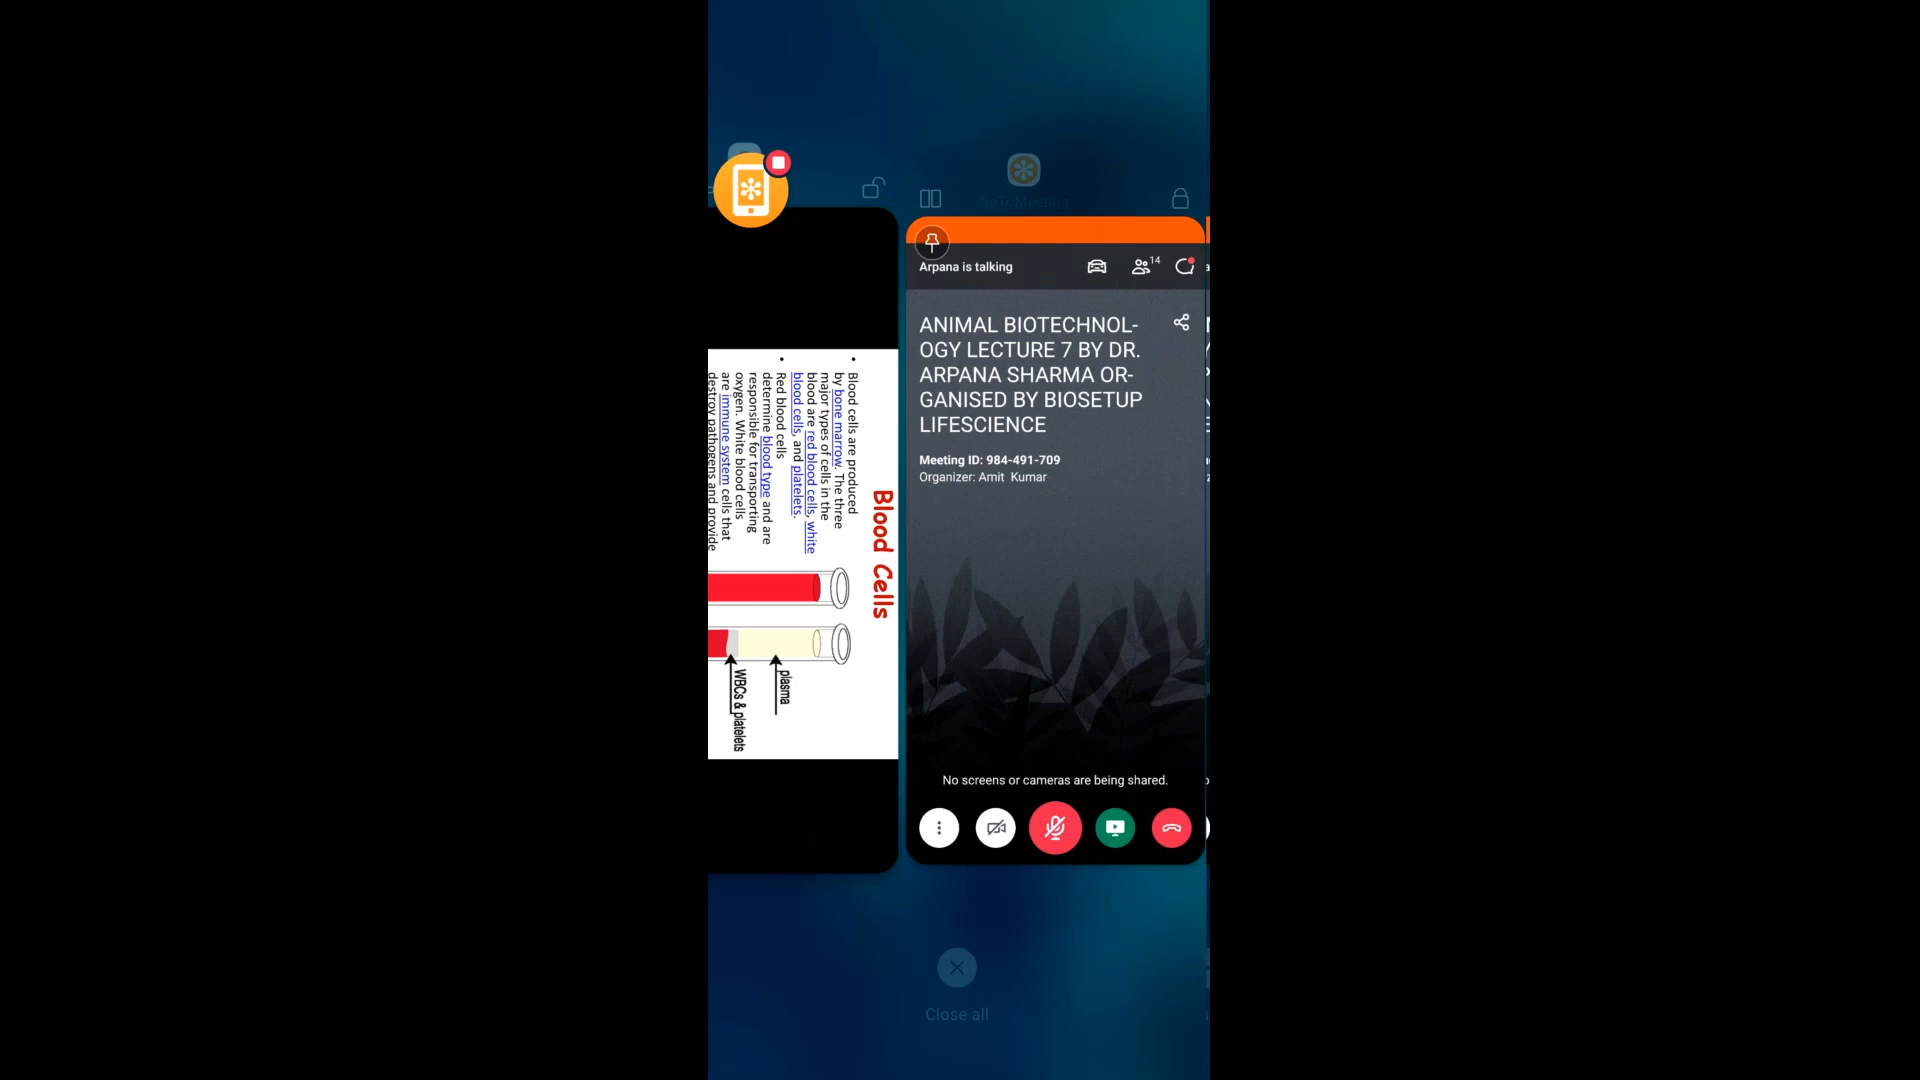 Blood Cells
• Blood cells are produced
by bone marrow. The three
major types of cells in the
blood are red blood cells, white
blood cells, and platelets.
• Red blood cells
determine blood type and are
responsible for transporting
oxygen. White blood cells
are immune system cells that
destroy pathogens and provide
plasma
WBCs & platelets
GoToMeeting
Arpana is talking
14
ANIMAL BIOTECHNOL-
OGY LECTURE 7 BY DR.
ARPANA SHARMA OR-
GANISED BY BIOSETUP
LIFESCIENCE
Meeting ID: 984-491-709
Organizer: Amit Kumar
No screens or cameras are being shared.
Close all